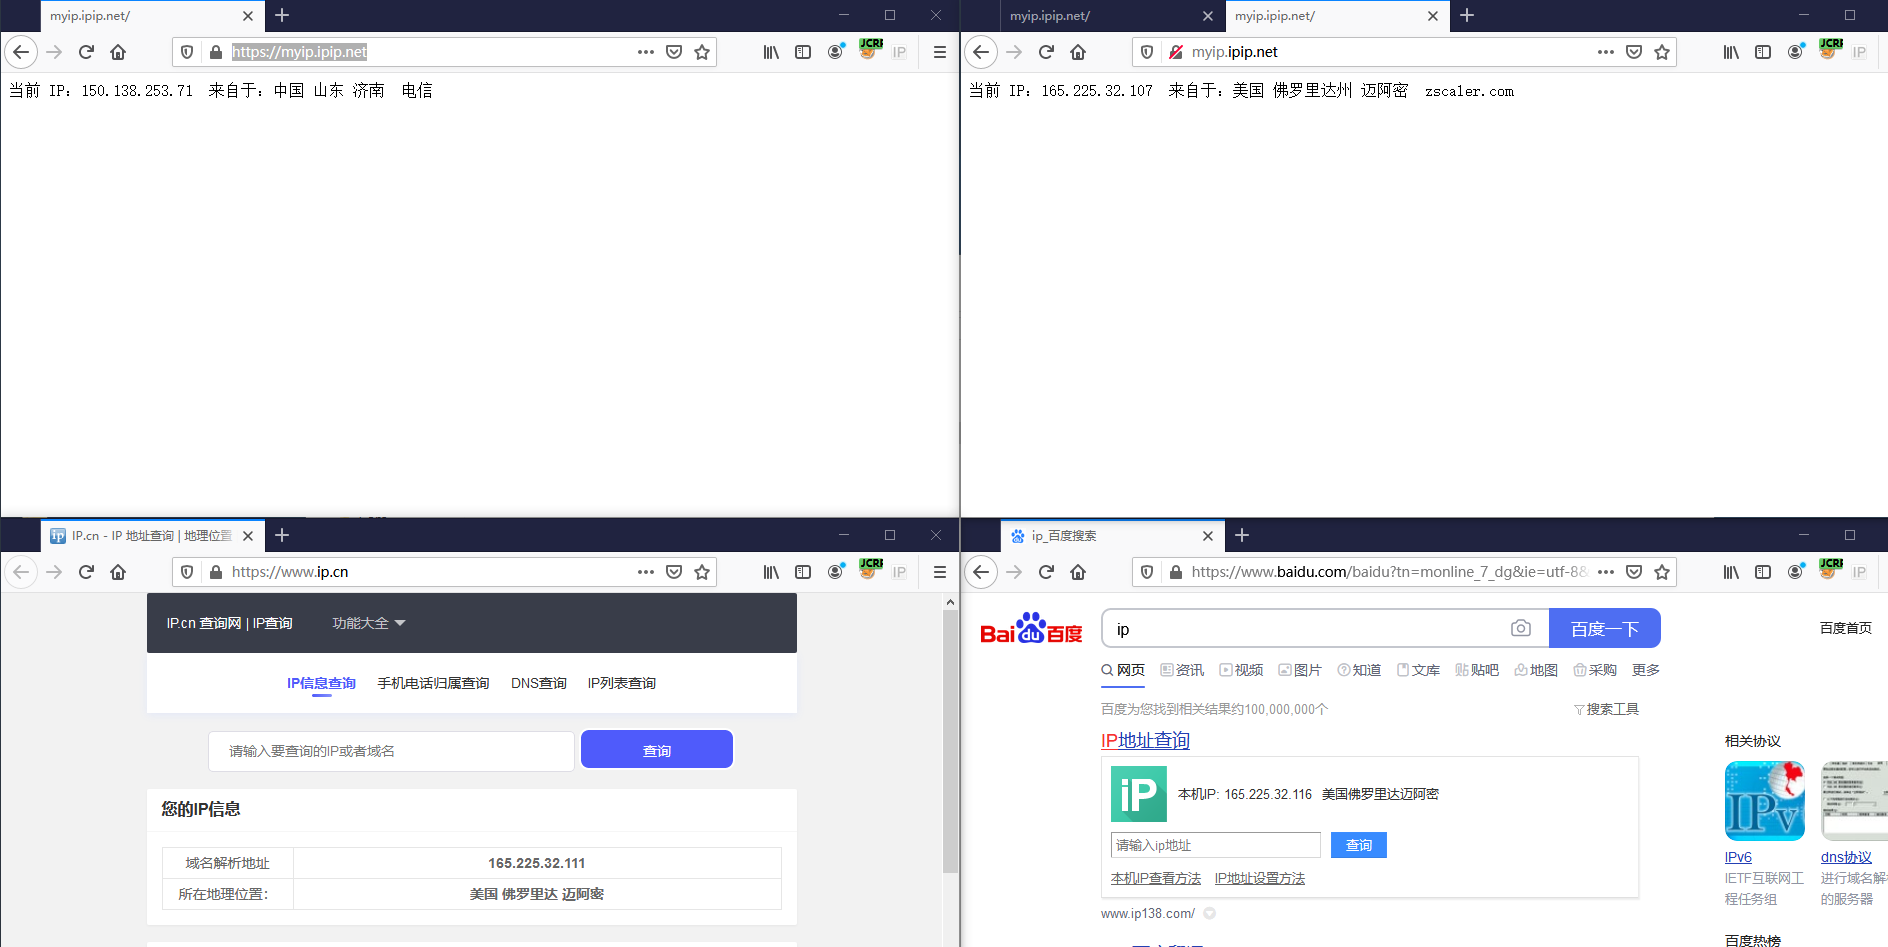 myip.ipip.net/
https://myip.ipip.net
JCRF
IP
当前 IP：150.138.253.71  来自于：中国 山东 济南  电信
myip.ipip.net/
myip.ipip.net/
myip.ipip.net
JCRF
IP
当前 IP：165.225.32.107  来自于：美国 佛罗里达州 迈阿密  zscaler.com
ip IP.cn - IP 地址查询 | 地理位置
https://www.ip.cn
JCRF
IP
IP.cn 查询网 | IP查询 功能大全
IP信息查询 手机电话归属查询 DNS查询 IP列表查询
请输入要查询的IP或者域名 查询
您的IP信息
域名解析地址 165.225.32.111
所在地理位置： 美国 佛罗里达 迈阿密
ip_百度搜索
https://www.baidu.com/baidu?tn=monline_7_dg&ie=utf-8&
JCRF
IP
Bai du 百度 ip 百度一下 百度首页
网页 资讯 视频 图片 知道 文库 贴吧 地图 采购 更多
百度为您找到相关结果约100,000,000个 搜索工具
IP地址查询
iP 本机IP: 165.225.32.116 美国佛罗里达迈阿密
请输入ip地址 查询
本机IP查看方法 IP地址设置方法
www.ip138.com/
相关协议
IPv
IPv6 dns协议
IETF互联网工 进行域名解
程任务组 的服务器
百度热榜